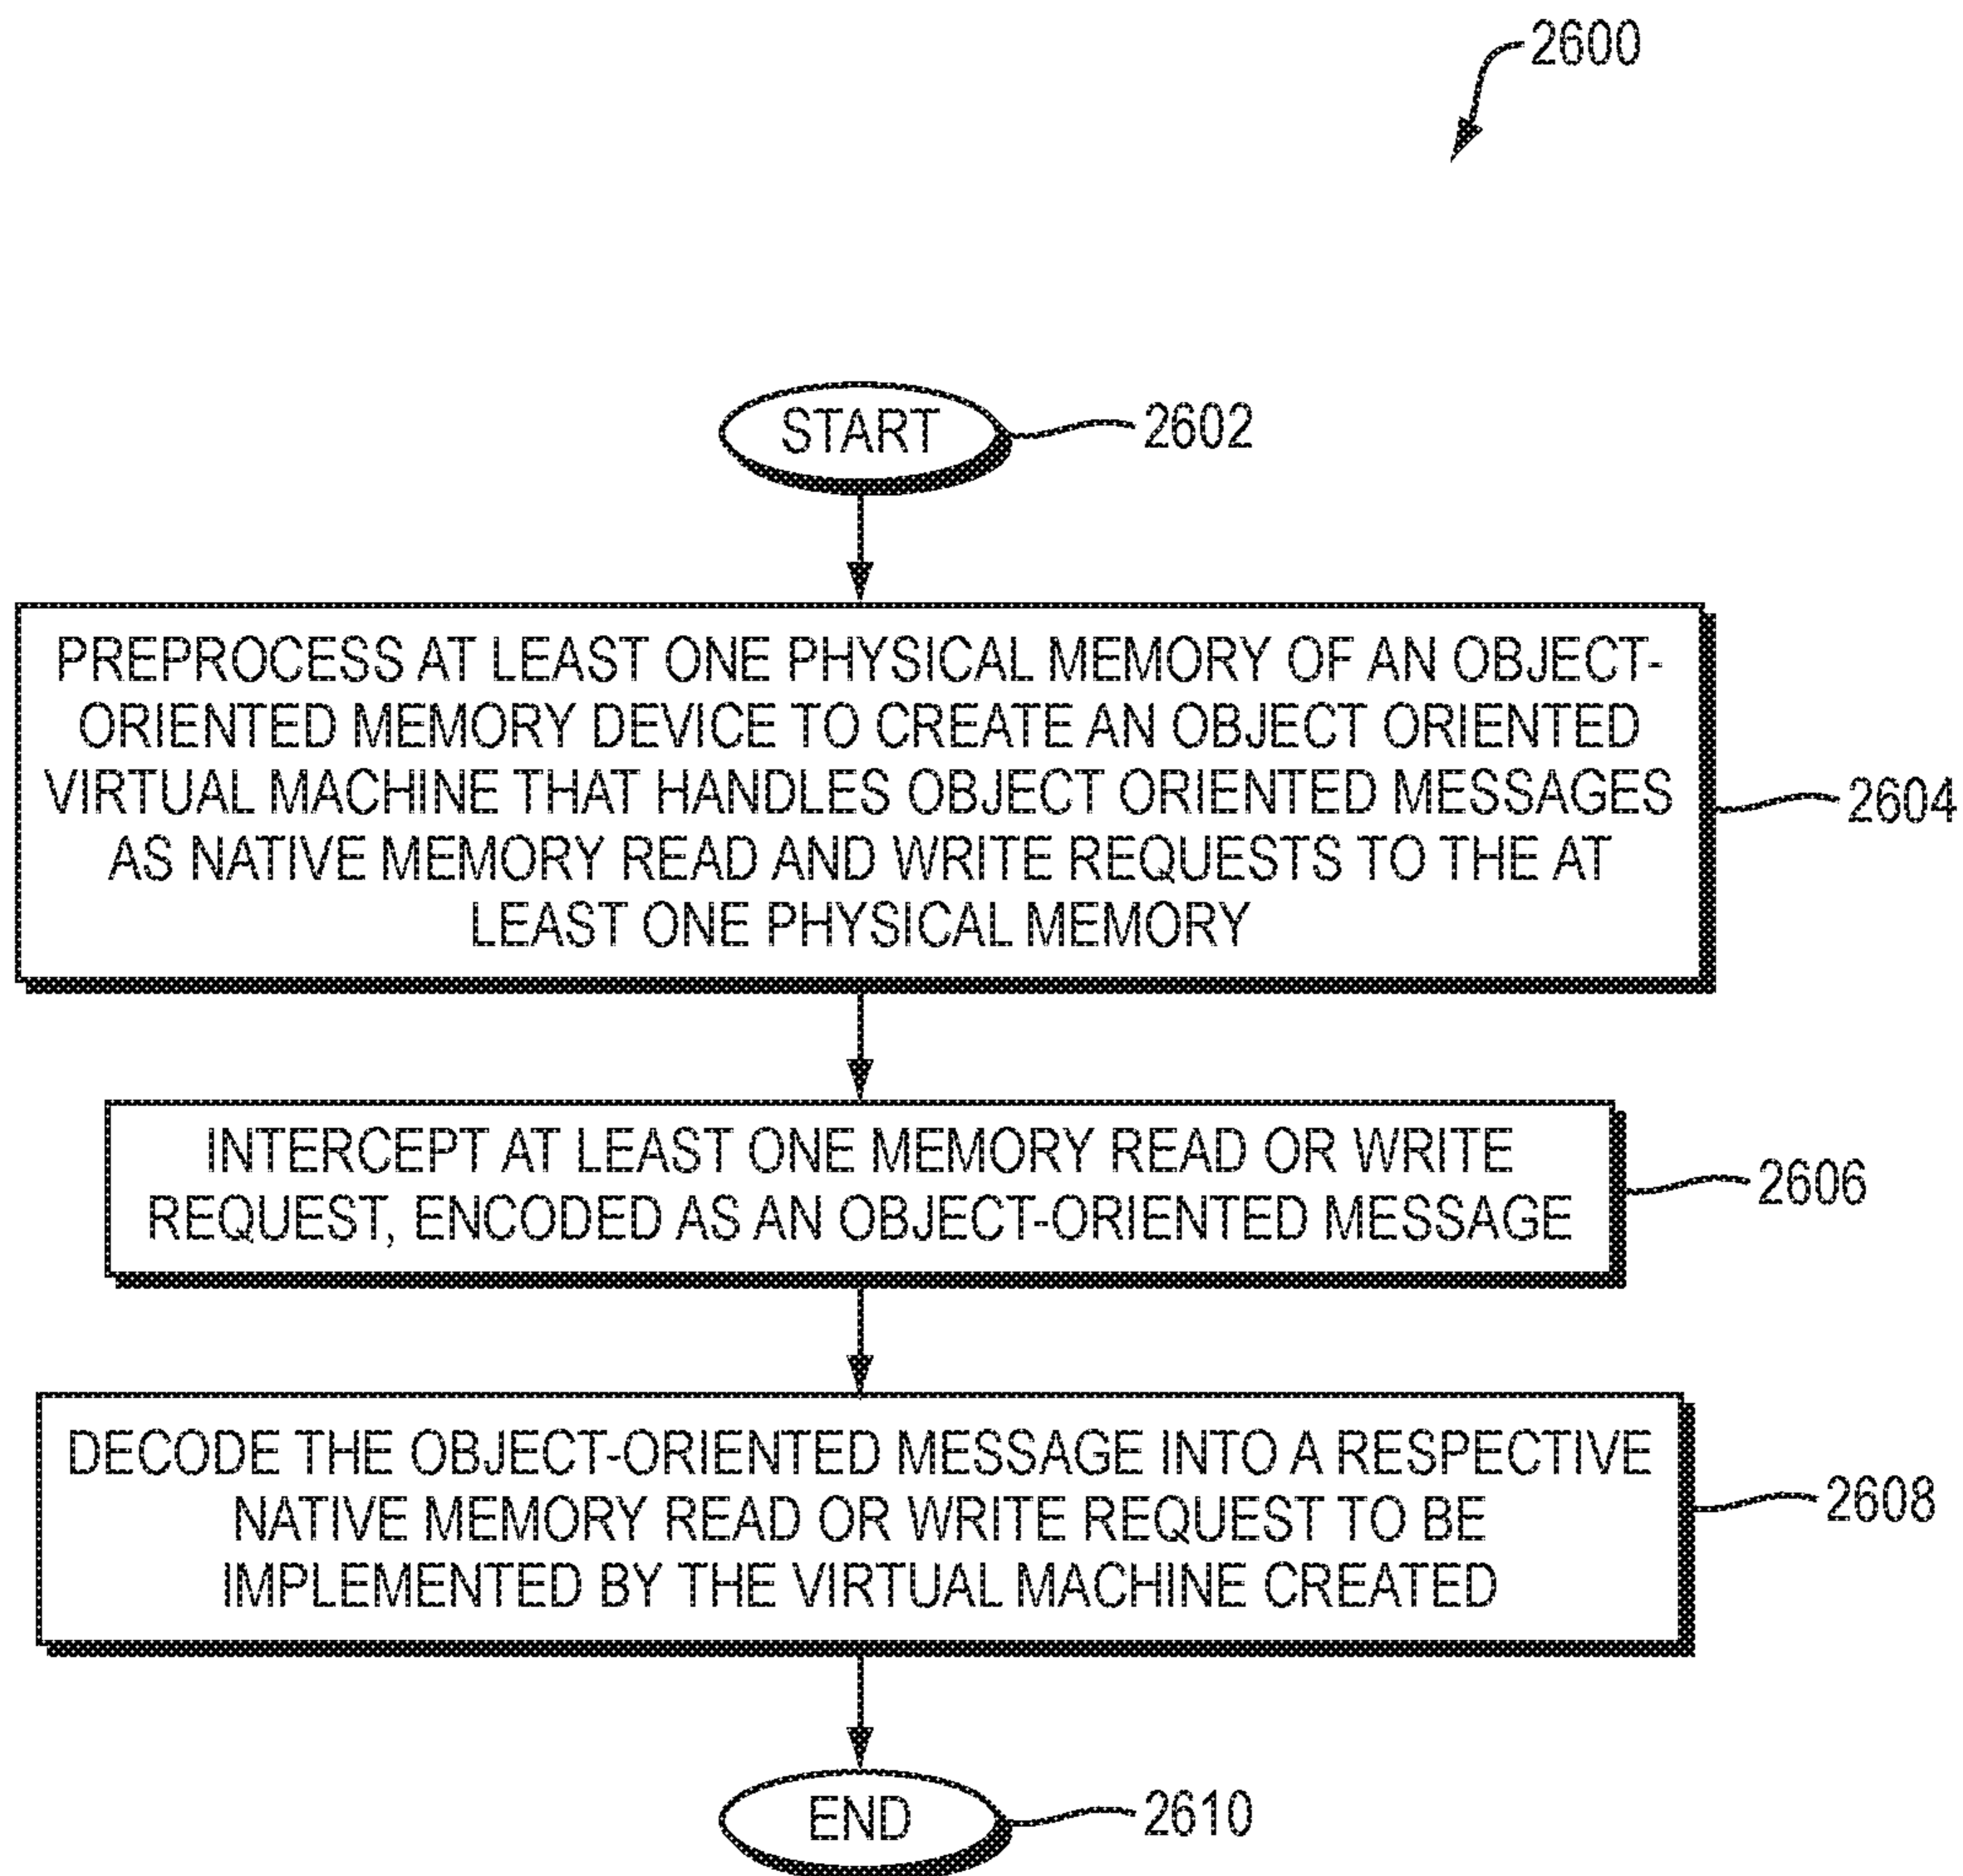 2600
START
2602
PREPROCESS AT LEAST ONE PHYSICAL MEMORY OF AN OBJECT-
ORIENTED MEMORY DEVICE TO CREATE AN OBJECT ORIENTED
VIRTUAL MACHINE THAT HANDLES OBJECT ORIENTED MESSAGES
AS NATIVE MEMORY READ AND WRITE REQUESTS TO THE AT
LEAST ONE PHYSICAL MEMORY
2604
INTERCEPT AT LEAST ONE MEMORY READ OR WRITE
REQUEST, ENCODED AS AN OBJECT-ORIENTED MESSAGE
2606
DECODE THE OBJECT-ORIENTED MESSAGE INTO A RESPECTIVE
NATIVE MEMORY READ OR WRITE REQUEST TO BE
IMPLEMENTED BY THE VIRTUAL MACHINE CREATED
2608
END
2610